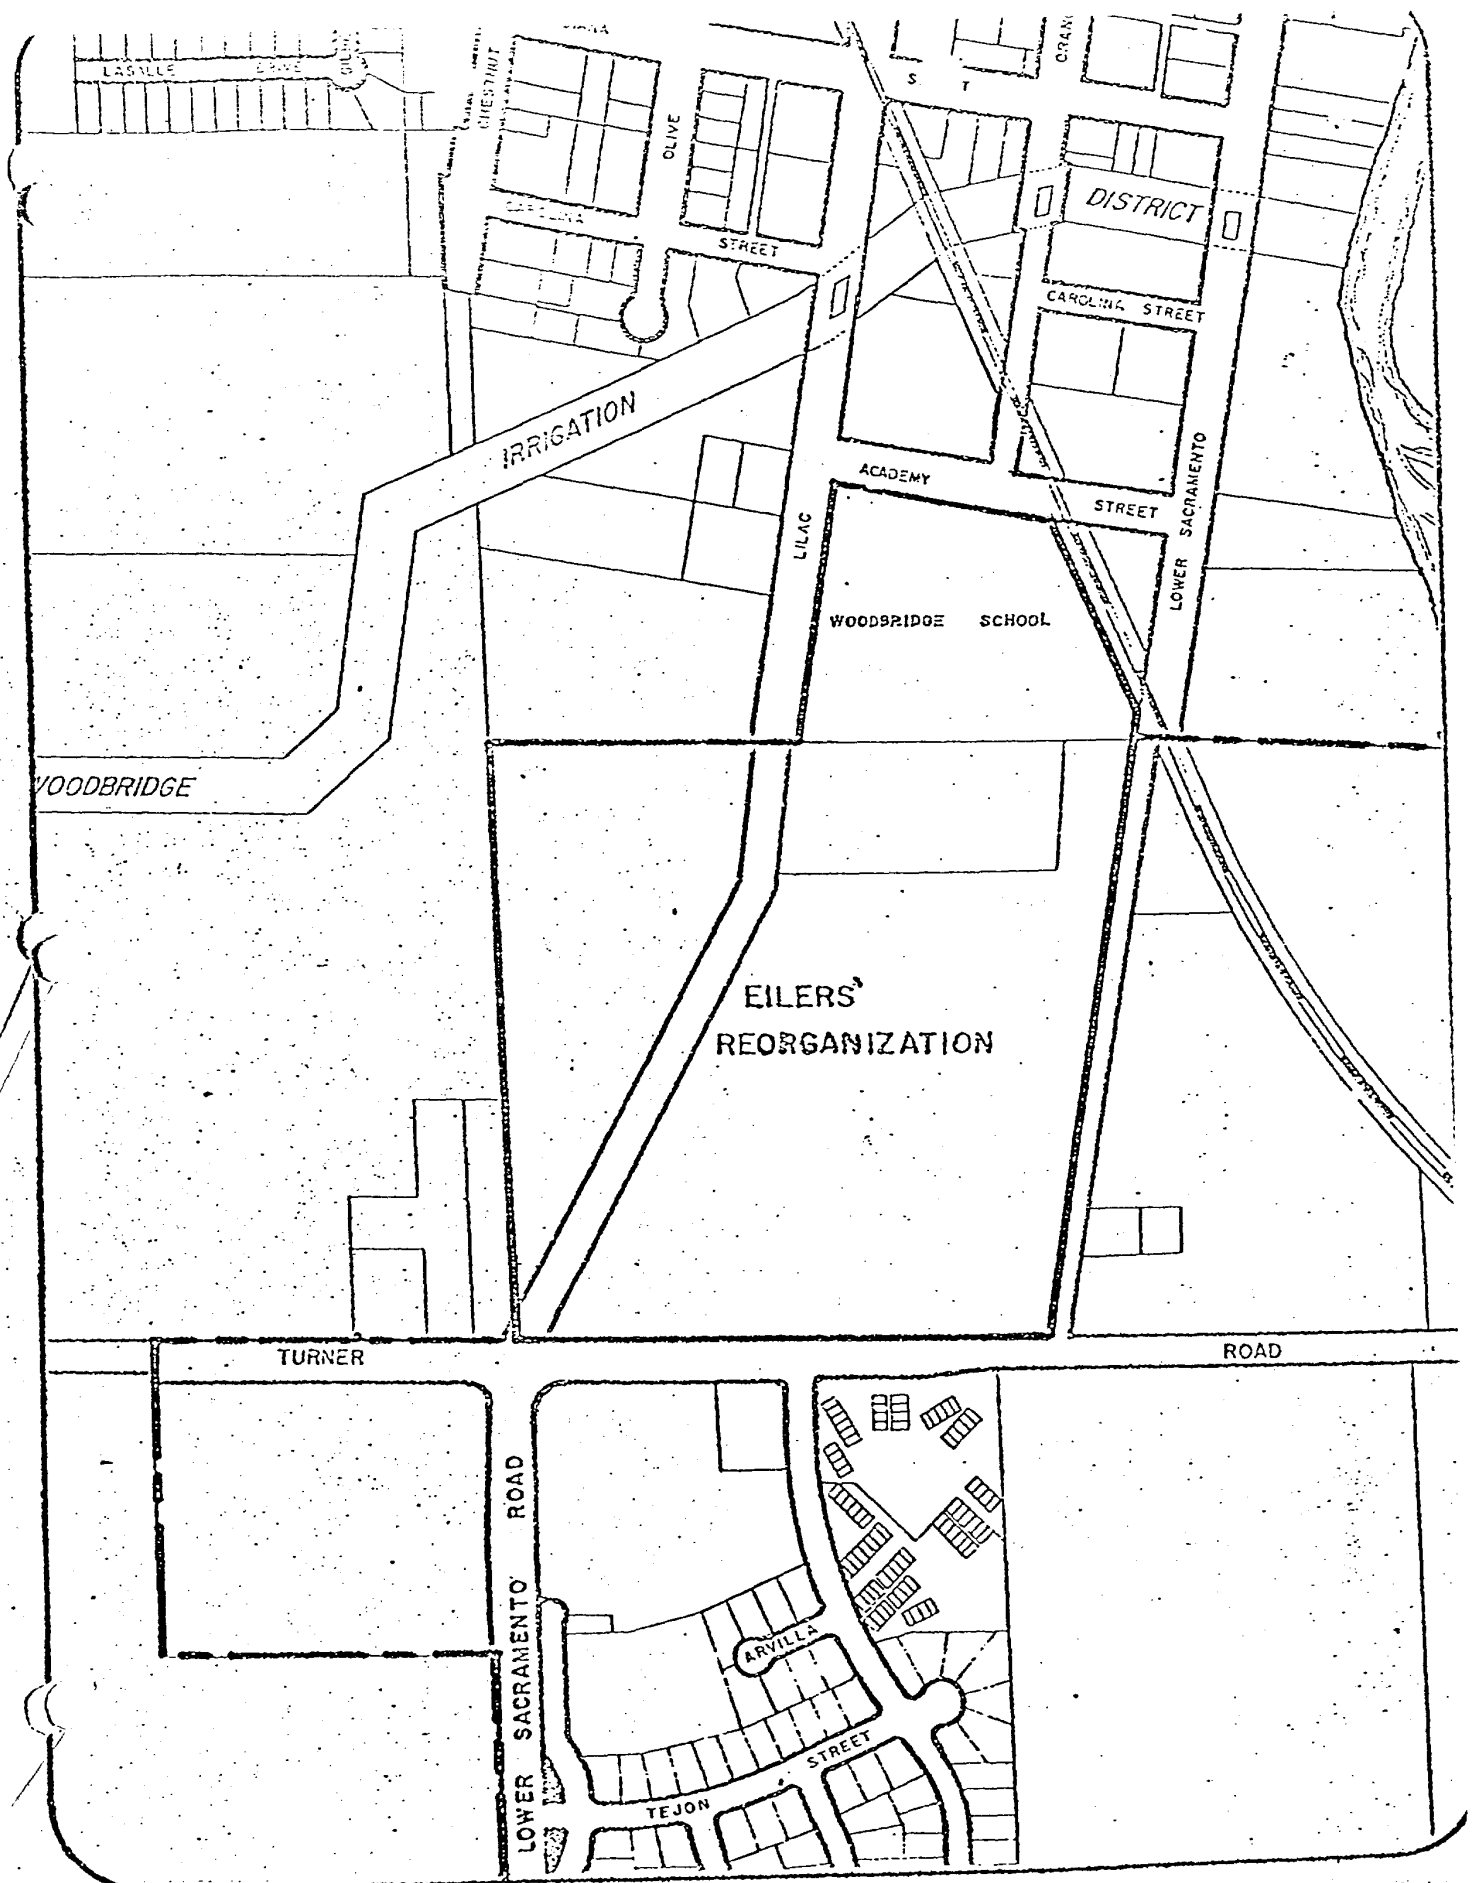 LASALLE DRIVE
CHESTNUT
OLIVE
S T
CAROLINA
STREET
DISTRICT
CAROLINA STREET
IRRIGATION
ACADEMY
STREET
LILAC
LOWER SACRAMENTO
WOODBRIDGE SCHOOL
WOODBRIDGE
EILERS'
REORGANIZATION
TURNER
ROAD
LOWER SACRAMENTO ROAD
ARVILLA
STREET
TEJON